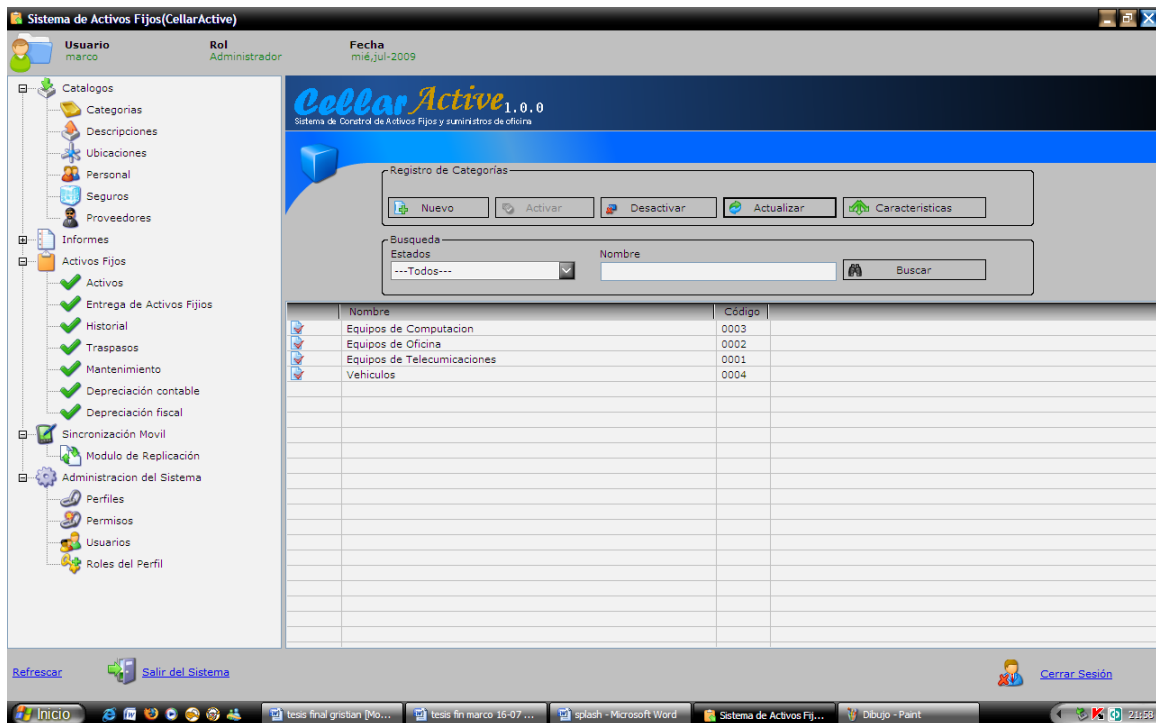 Sistema de Activos Fijos(CellarActive)
Usuario Rol Fecha
marco Administrador mié,jul-2009
Catalogos
Categorias
Descripciones
Ubicaciones
Personal
Seguros
Proveedores
Informes
Activos Fijos
Activos
Entrega de Activos Fijios
Historial
Traspasos
Mantenimiento
Depreciación contable
Depreciación fiscal
Sincronización Movil
Modulo de Replicación
Administracion del Sistema
Perfiles
Permisos
Usuarios
Roles del Perfil
Cellar Active 1.0.0
Sistema de Constrol de Activos Fijos y suministros de oficina
Registro de Categorías
Nuevo Activar Desactivar Actualizar Caracteristicas
Busqueda
Estados Nombre
---Todos--- Buscar
Nombre Código
Equipos de Computacion 0003
Equipos de Oficina 0002
Equipos de Telecumicaciones 0001
Vehiculos 0004
Refrescar Salir del Sistema Cerrar Sesión
Inicio tesis final gristian [Mo... tesis fin marco 16-07 ... splash - Microsoft Word Sistema de Activos Fij... Dibujo - Paint 21:58